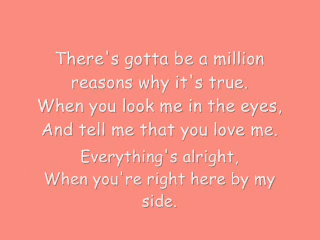 There's gotta be a million
reasons why it's true.
When you look me in the eyes,
And tell me that you love me.
Everything's alright,
When you're right here by my
side.